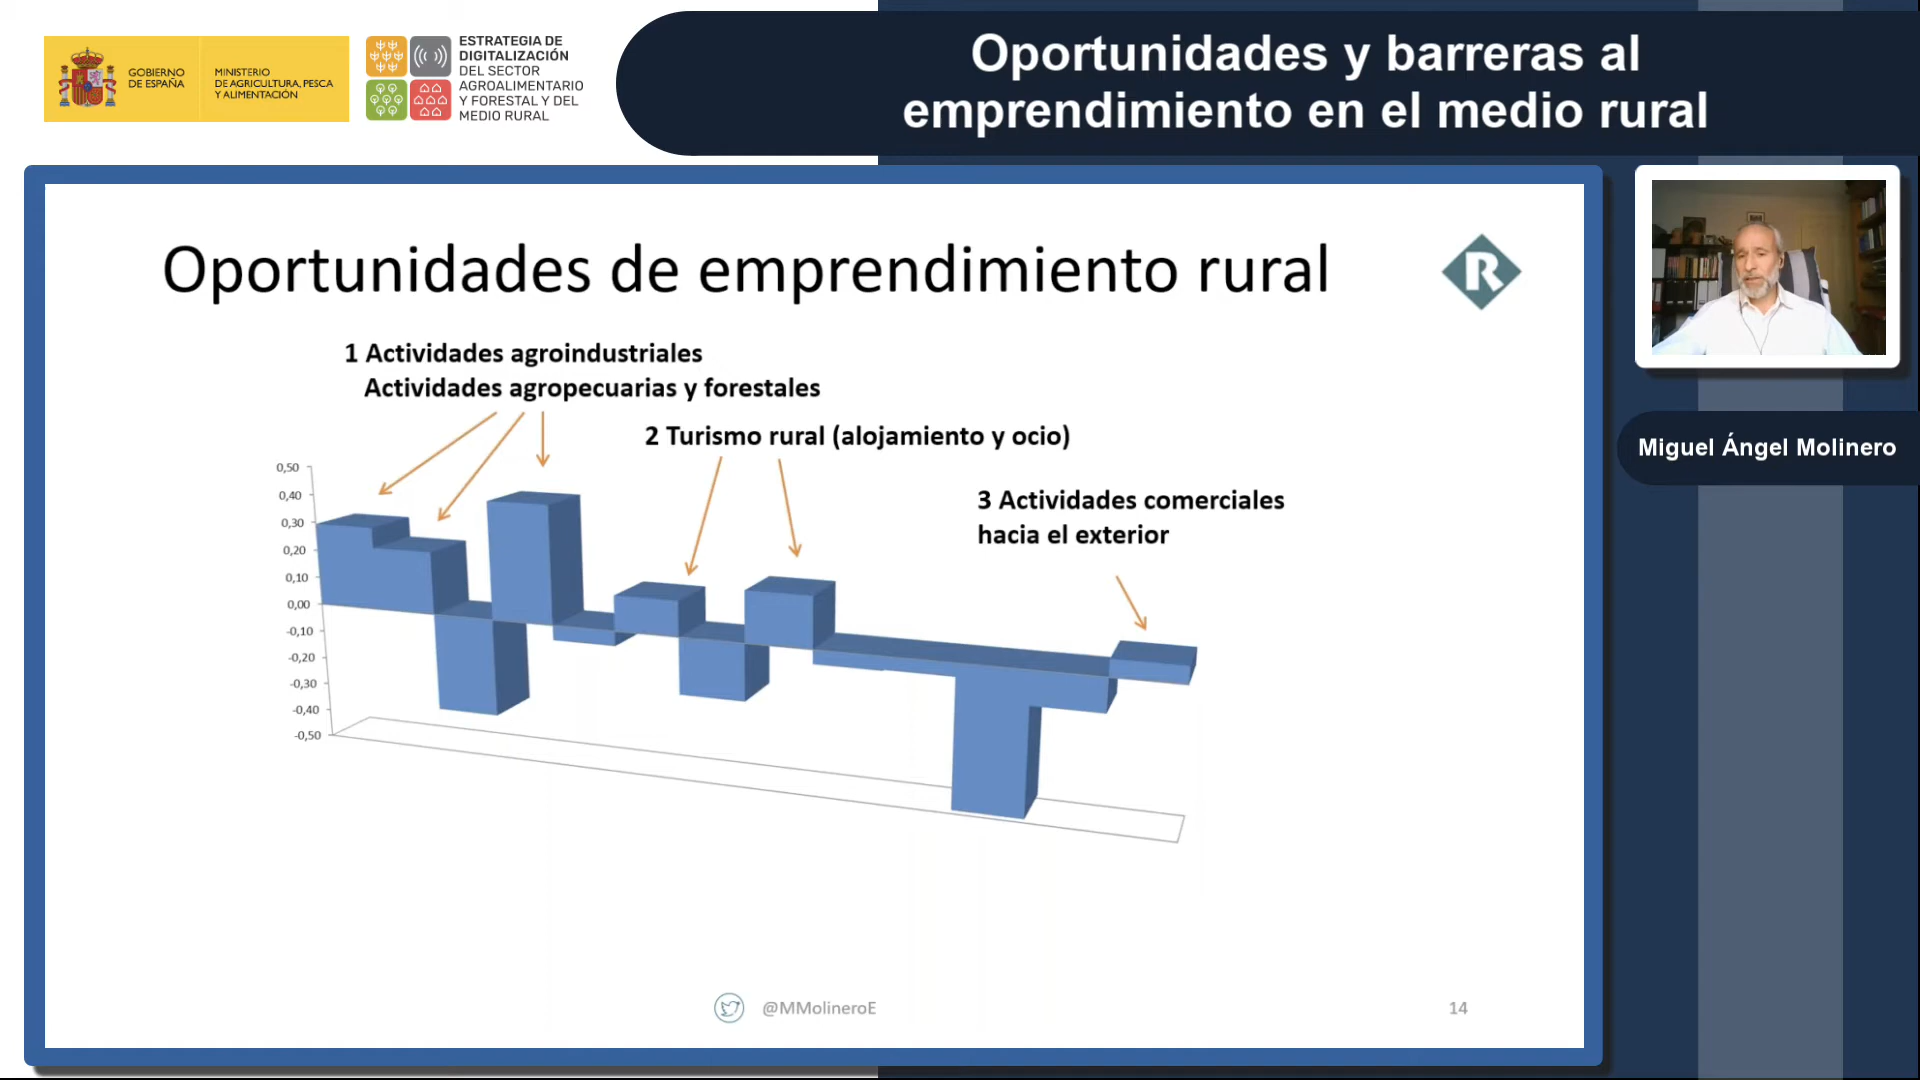 GOBIERNO
DE ESPAÑA
MINISTERIO
DE AGRICULTURA, PESCA
Y ALIMENTACIÓN
ESTRATEGIA DE
DIGITALIZACIÓN
DEL SECTOR
AGROALIMENTARIO
Y FORESTAL Y DEL
MEDIO RURAL
Oportunidades y barreras al
emprendimiento en el medio rural
Oportunidades de emprendimiento rural
R
1 Actividades agroindustriales
Actividades agropecuarias y forestales
2 Turismo rural (alojamiento y ocio)
3 Actividades comerciales
hacia el exterior
0,50
0,40
0,30
0,20
0,10
0,00
-0,10
-0,20
-0,30
-0,40
-0,50
@MMolineroE
14
Miguel Ángel Molinero